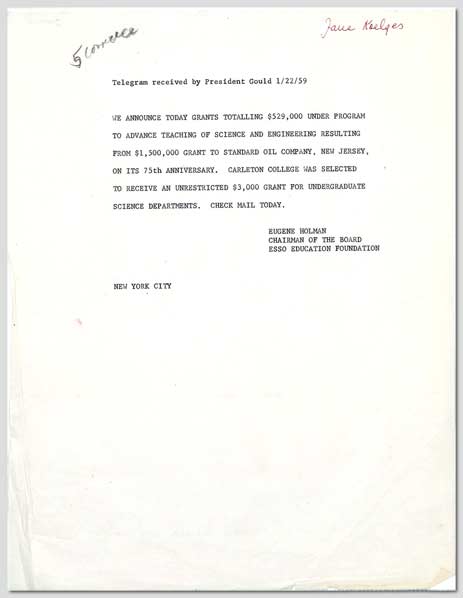 Jane Keelges
Telegram received by President Gould 1/22/59
WE ANNOUNCE TODAY GRANTS TOTALLING $529,000 UNDER PROGRAM
TO ADVANCE TEACHING OF SCIENCE AND ENGINEERING RESULTING
FROM $1,500,000 GRANT TO STANDARD OIL COMPANY, NEW JERSEY,
ON ITS 75th ANNIVERSARY. CARLETON COLLEGE WAS SELECTED
TO RECEIVE AN UNRESTRICTED $3,000 GRANT FOR UNDERGRADUATE
SCIENCE DEPARTMENTS. CHECK MAIL TODAY.
EUGENE HOLMAN
CHAIRMAN OF THE BOARD
ESSO EDUCATION FOUNDATION
NEW YORK CITY